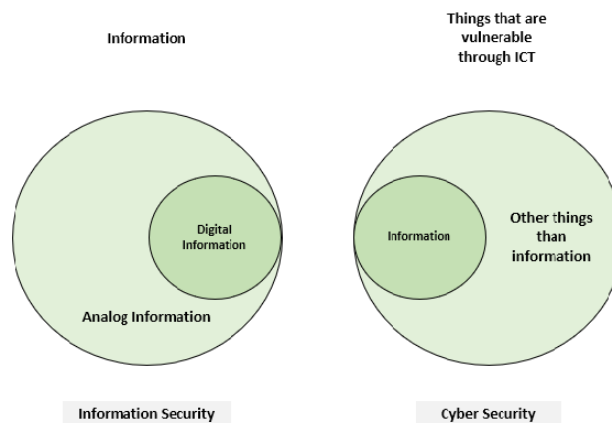 Information
Things that are
vulnerable
through ICT
Digital
Information
Analog Information
Information
Other things
than
information
Information Security
Cyber Security